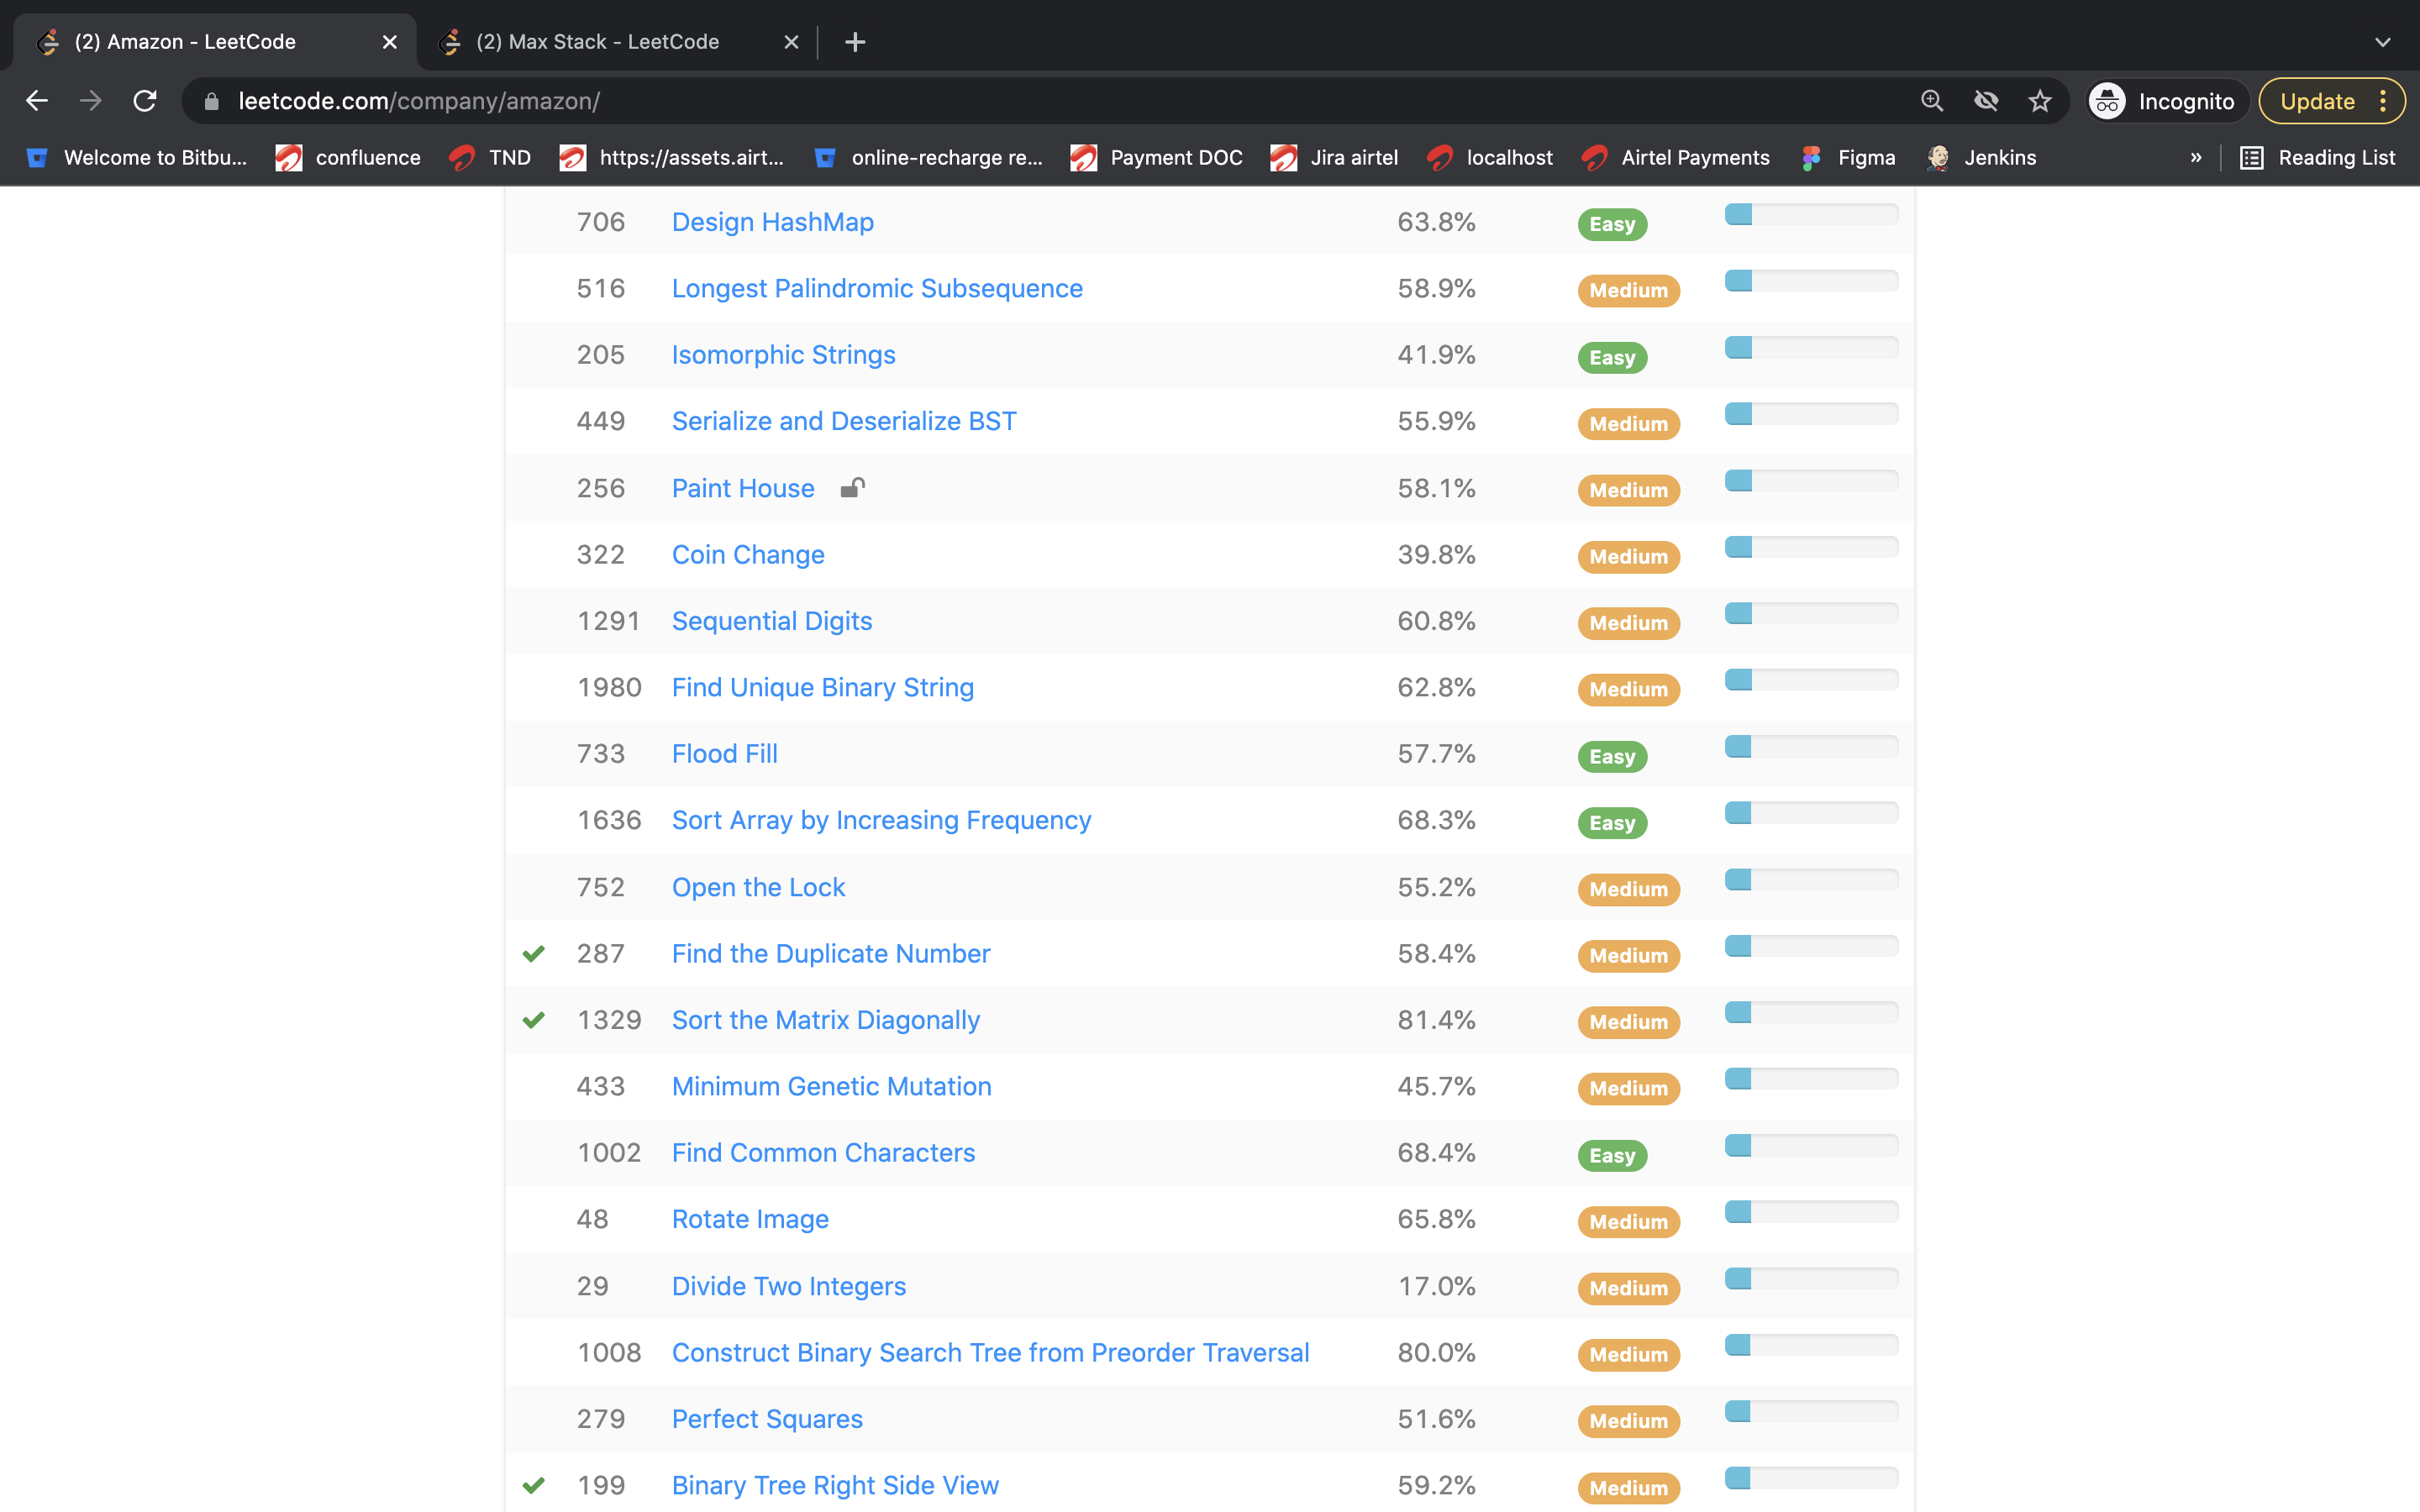 (2) Amazon - LeetCode
(2) Max Stack - LeetCode
leetcode.com/company/amazon/
Incognito
Update
Welcome to Bitbu...
confluence
TND
https://assets.airt...
online-recharge re...
Payment DOC
Jira airtel
localhost
Airtel Payments
Figma
Jenkins
»
Reading List
706 Design HashMap 63.8% Easy
516 Longest Palindromic Subsequence 58.9% Medium
205 Isomorphic Strings 41.9% Easy
449 Serialize and Deserialize BST 55.9% Medium
256 Paint House 58.1% Medium
322 Coin Change 39.8% Medium
1291 Sequential Digits 60.8% Medium
1980 Find Unique Binary String 62.8% Medium
733 Flood Fill 57.7% Easy
1636 Sort Array by Increasing Frequency 68.3% Easy
752 Open the Lock 55.2% Medium
287 Find the Duplicate Number 58.4% Medium
1329 Sort the Matrix Diagonally 81.4% Medium
433 Minimum Genetic Mutation 45.7% Medium
1002 Find Common Characters 68.4% Easy
48 Rotate Image 65.8% Medium
29 Divide Two Integers 17.0% Medium
1008 Construct Binary Search Tree from Preorder Traversal 80.0% Medium
279 Perfect Squares 51.6% Medium
199 Binary Tree Right Side View 59.2% Medium